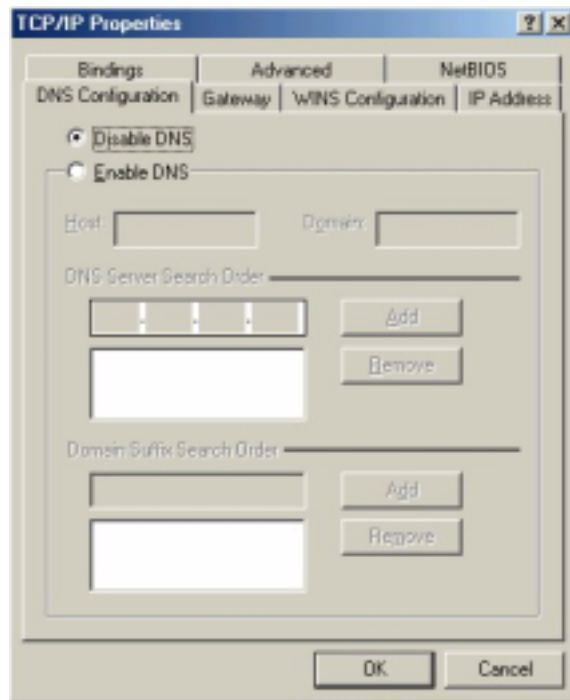 TCP/IP Properties
Bindings Advanced NetBIOS
DNS Configuration Gateway WINS Configuration IP Address
Disable DNS
Enable DNS
Host: Domain:
DNS Server Search Order
. . .
Add
Remove
Domain Suffix Search Order
Add
Remove
OK Cancel